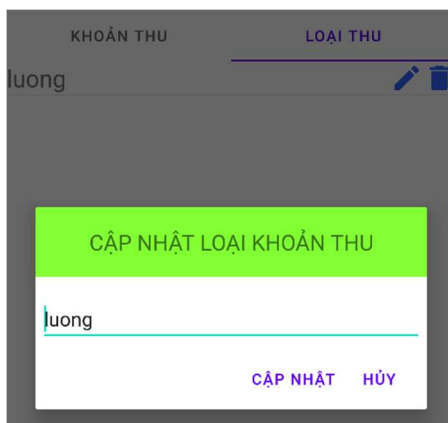 KHOẢN THU LOẠI THU
luong
CẬP NHẬT LOẠI KHOẢN THU
luong
CẬP NHẬT HỦY